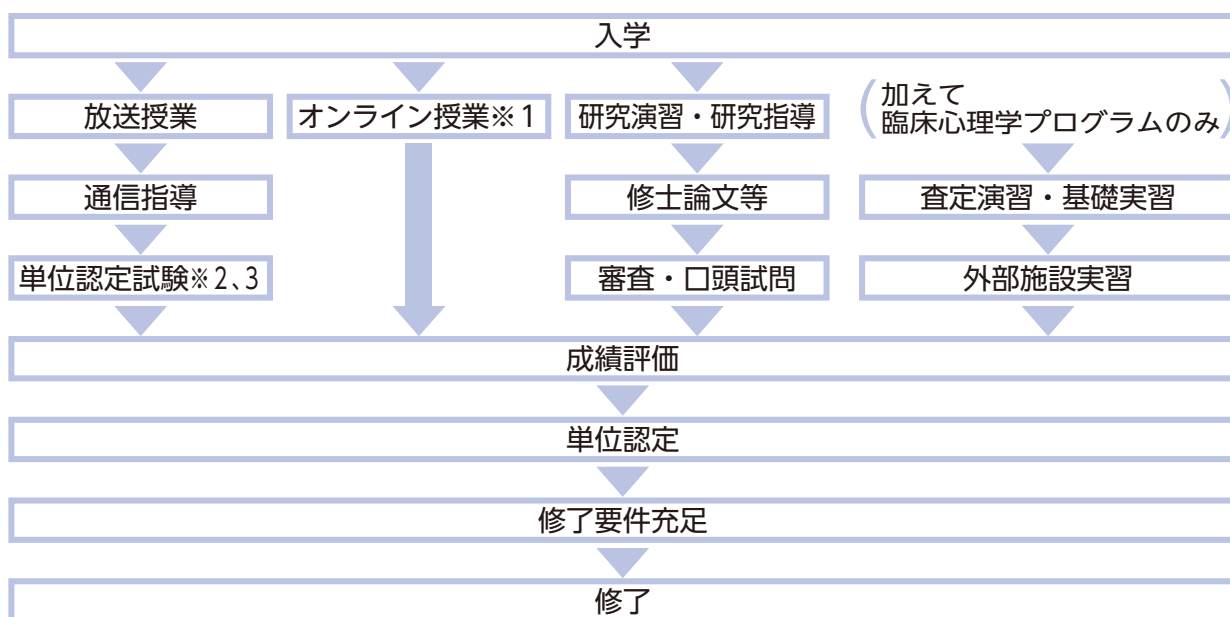 入学
放送授業
オンライン授業※1
研究演習・研究指導
(加えて
臨床心理学プログラムのみ)
通信指導
修士論文等
査定演習・基礎実習
単位認定試験※2、3
審査・口頭試問
外部施設実習
成績評価
単位認定
修了要件充足
修了